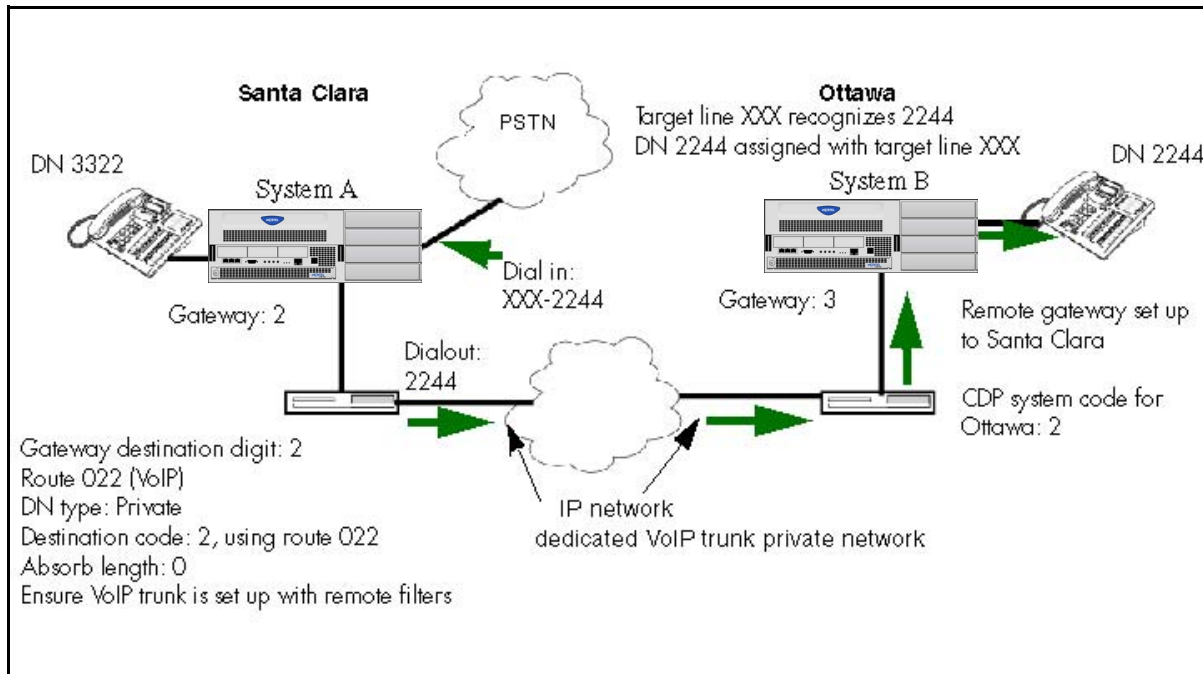 Santa Clara
Ottawa
PSTN
Target line XXX recognizes 2244
DN 2244 assigned with target line XXX
DN 3322
System A
System B
DN 2244
Dial in:
XXX-2244
Gateway: 2
Gateway: 3
Remote gateway set up
to Santa Clara
Dialout:
2244
CDP system code for
Ottawa: 2
Gateway destination digit: 2
Route 022 (VoIP)
DN type: Private
Destination code: 2, using route 022
Absorb length: 0
Ensure VoIP trunk is set up with remote filters
IP network
dedicated VoIP trunk private network